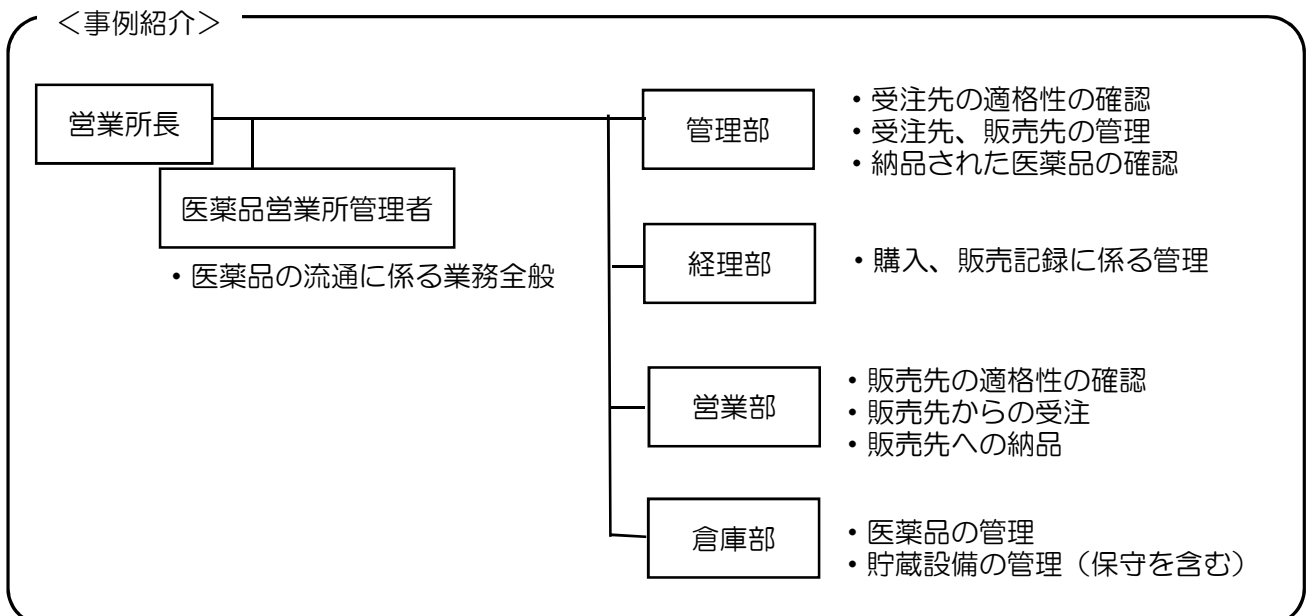 ＜事例紹介＞
営業所長
医薬品営業所管理者
・医薬品の流通に係る業務全般
管理部
・受注先の適格性の確認
・受注先、販売先の管理
・納品された医薬品の確認
経理部
・購入、販売記録に係る管理
営業部
・販売先の適格性の確認
・販売先からの受注
・販売先への納品
倉庫部
・医薬品の管理
・貯蔵設備の管理（保守を含む）